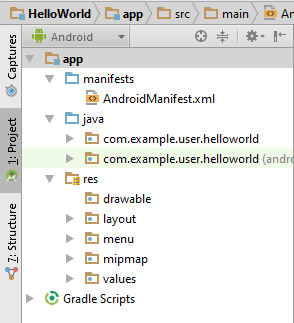 HelloWorld app src main
Android
app
manifests
AndroidManifest.xml
java
com.example.user.helloworld
com.example.user.helloworld (andro
res
drawable
layout
menu
mipmap
values
Gradle Scripts
Captures
1: Project
7: Structure